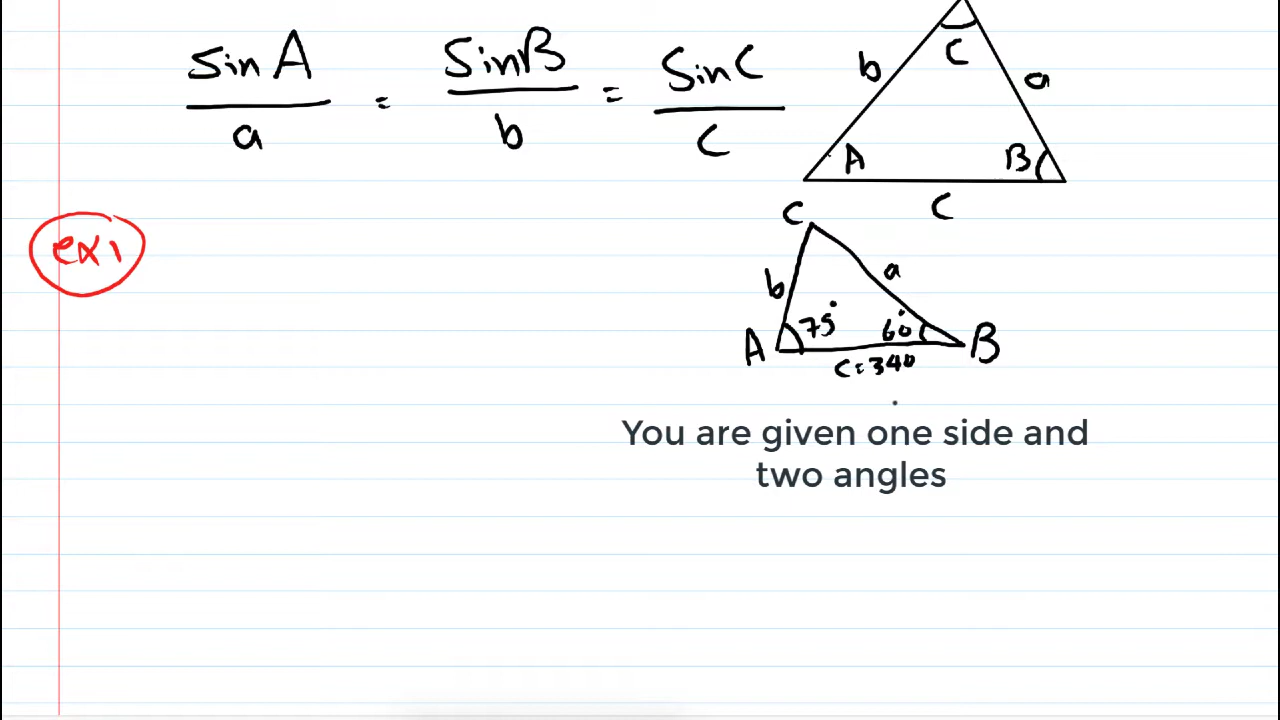 sin A / a = Sin B / b = Sin C / C
C
b
a
A
B
C
ex1
C
b
a
A
75°
60°
B
C = 340
You are given one side and
two angles